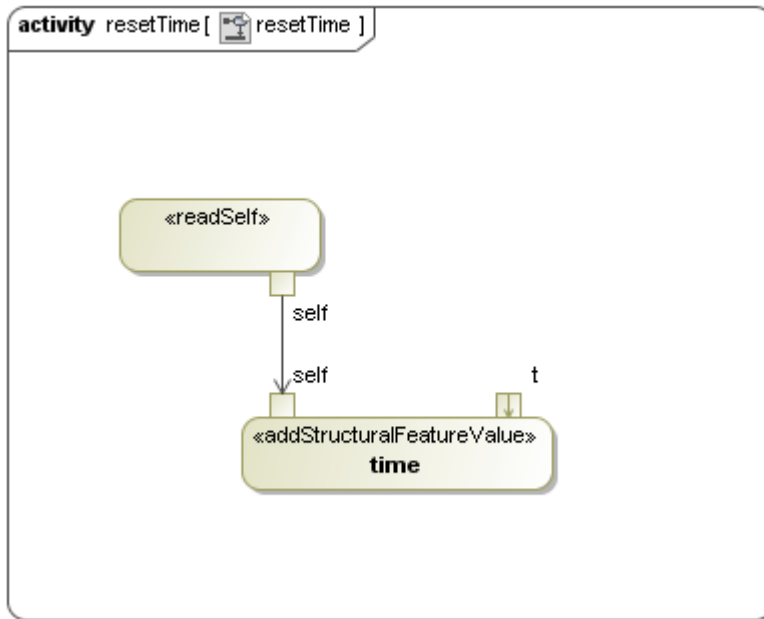 activity resetTime [ resetTime ]
«readSelf»
self
self
t
«addStructuralFeatureValue»
time